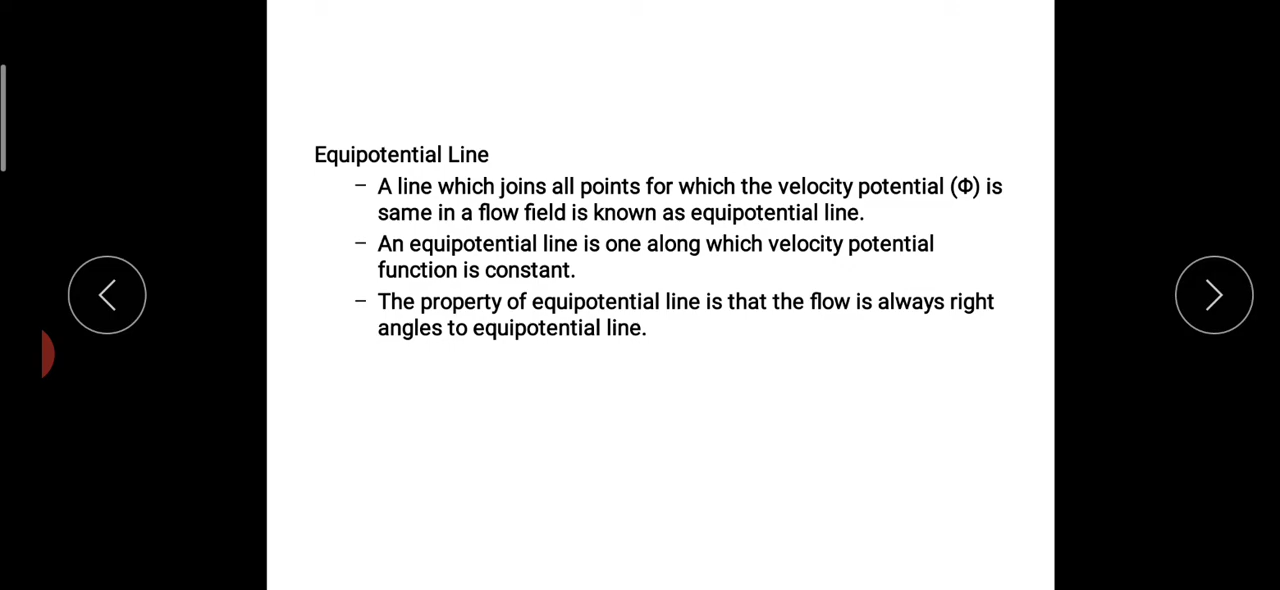 Equipotential Line
– A line which joins all points for which the velocity potential (Φ) is
same in a flow field is known as equipotential line.
– An equipotential line is one along which velocity potential
function is constant.
– The property of equipotential line is that the flow is always right
angles to equipotential line.